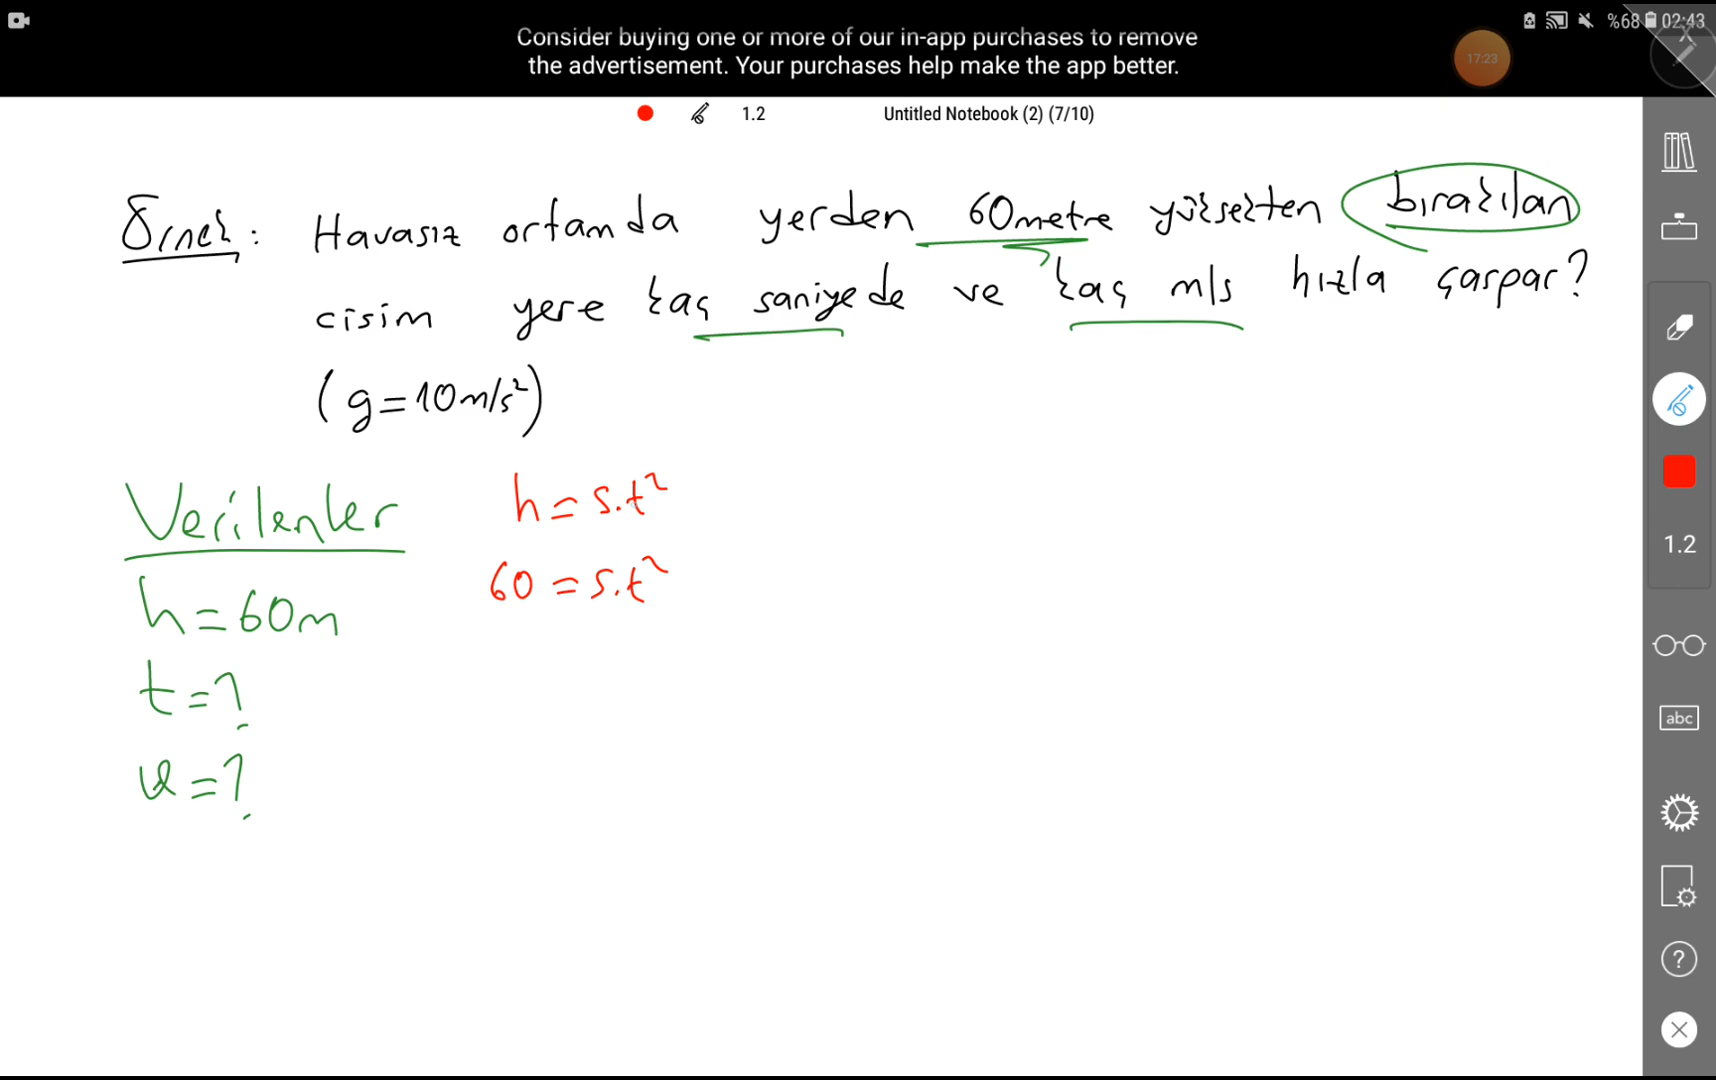 %68 02:43
Consider buying one or more of our in-app purchases to remove
the advertisement. Your purchases help make the app better.
17:23
1.2 Untitled Notebook (2) (7/10)
Örnek: Havasız ortamda yerden 60metre yüksekten bırakılan
cisim yere kaç saniyede ve kaç m/s hızla çarpar?
(g=10m/s²)
Verilenler
h=60m
t=?
v=?
h=5.t²
60=5.t²
1.2
abc